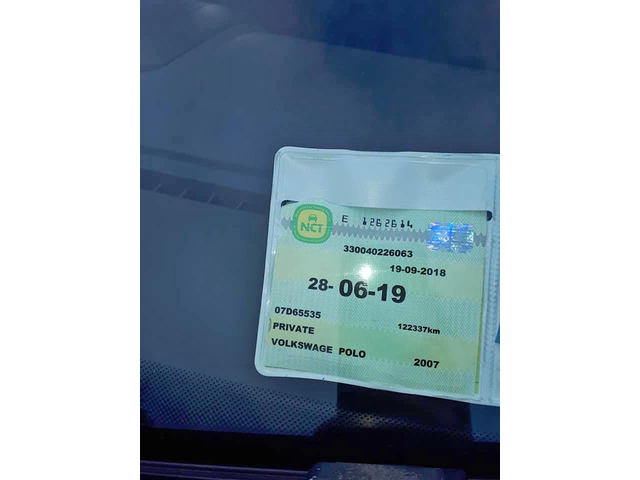 NCT E 1262614
330040226063
19-09-2018
28- 06-19
07D65535
122337km
PRIVATE
VOLKSWAGE POLO 2007